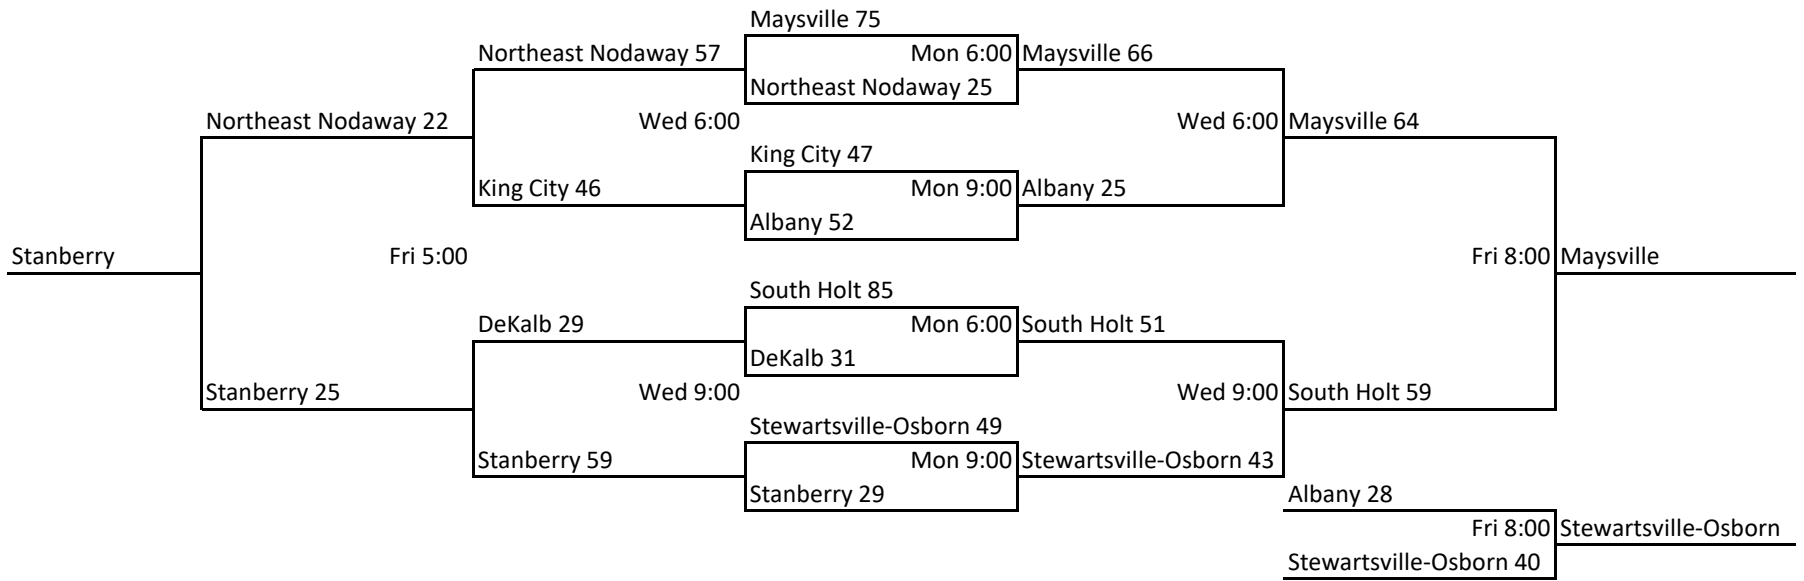 Maysville 75
Northeast Nodaway 57
Mon 6:00
Maysville 66
Northeast Nodaway 25
Northeast Nodaway 22
Wed 6:00
Wed 6:00
Maysville 64
King City 47
King City 46
Mon 9:00
Albany 25
Albany 52
Stanberry
Fri 5:00
Fri 8:00
Maysville
South Holt 85
DeKalb 29
Mon 6:00
South Holt 51
DeKalb 31
Stanberry 25
Wed 9:00
Wed 9:00
South Holt 59
Stewartsville-Osborn 49
Stanberry 59
Mon 9:00
Stewartsville-Osborn 43
Stanberry 29
Albany 28
Fri 8:00
Stewartsville-Osborn
Stewartsville-Osborn 40